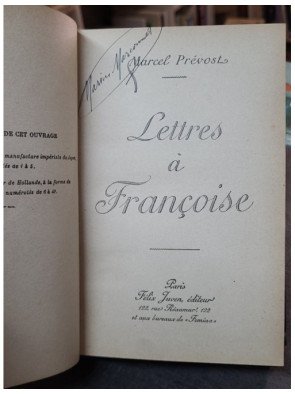 DE CET OUVRAGE
manufacture impériale du Japon,
de 1 à 5,
de Hollande, à la forme
numérotés de 6 à
Marcel Prévost
Lettres
à
Françoise
Paris
Félix Juven, éditeur
122, rue Réaumur, 122
et aux bureaux de «Fémina»